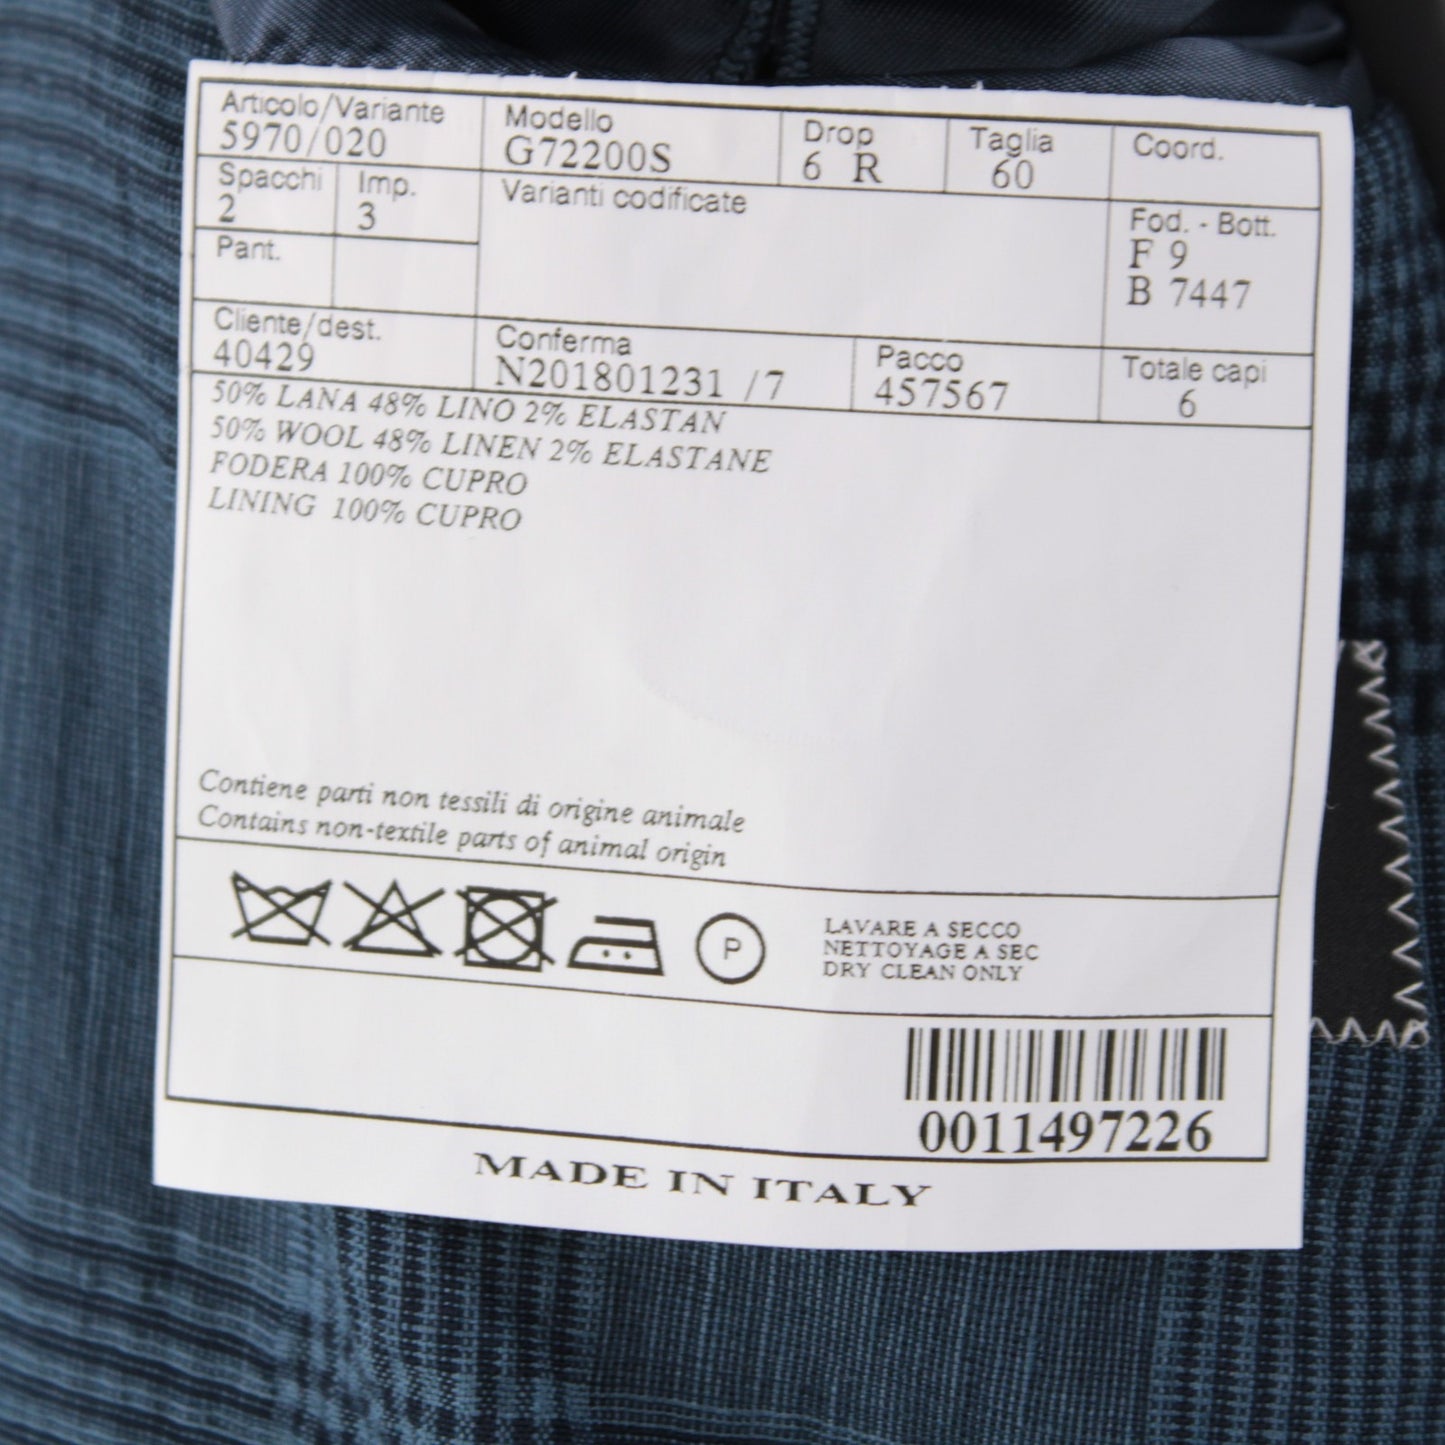 Articolo/Variante Modello Drop Taglia Coord.
5970/020 G72200S 6 R 60
Spacchi Imp. Varianti codificate Fod. - Bott.
2 3 F 9
Pant. B 7447
Cliente/dest. Conferma Pacco Totale capi
40429 N201801231 /7 457567 6
50% LANA 48% LINO 2% ELASTAN
50% WOOL 48% LINEN 2% ELASTANE
FODERA 100% CUPRO
LINING 100% CUPRO
Contiene parti non tessili di origine animale
Contains non-textile parts of animal origin
P
LAVARE A SECCO
NETTOYAGE A SEC
DRY CLEAN ONLY
0011497226
MADE IN ITALY